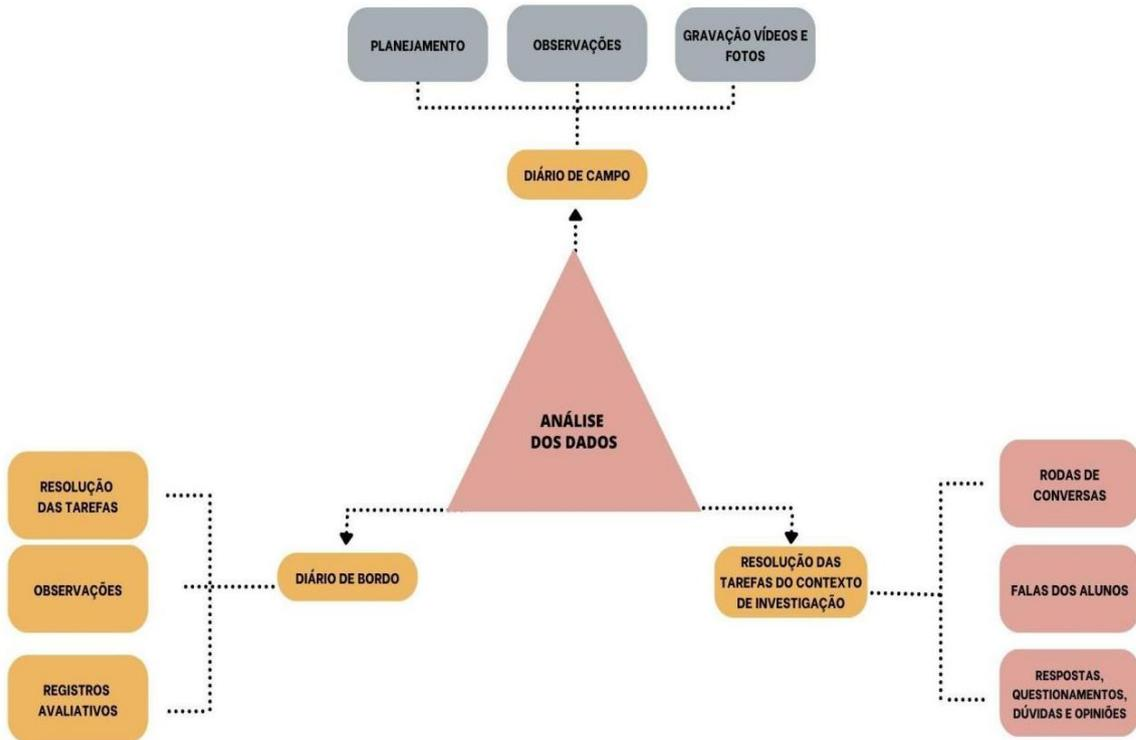 PLANEJAMENTO
OBSERVAÇÕES
GRAVAÇÃO VÍDEOS E
FOTOS
DIÁRIO DE CAMPO
ANÁLISE
DOS DADOS
RESOLUÇÃO
DAS TAREFAS
OBSERVAÇÕES
REGISTROS
AVALIATIVOS
DIÁRIO DE BORDO
RESOLUÇÃO DAS
TAREFAS DO CONTEXTO
DE INVESTIGAÇÃO
RODAS DE
CONVERSAS
FALAS DOS ALUNOS
RESPOSTAS,
QUESTIONAMENTOS,
DÚVIDAS E OPINIÕES